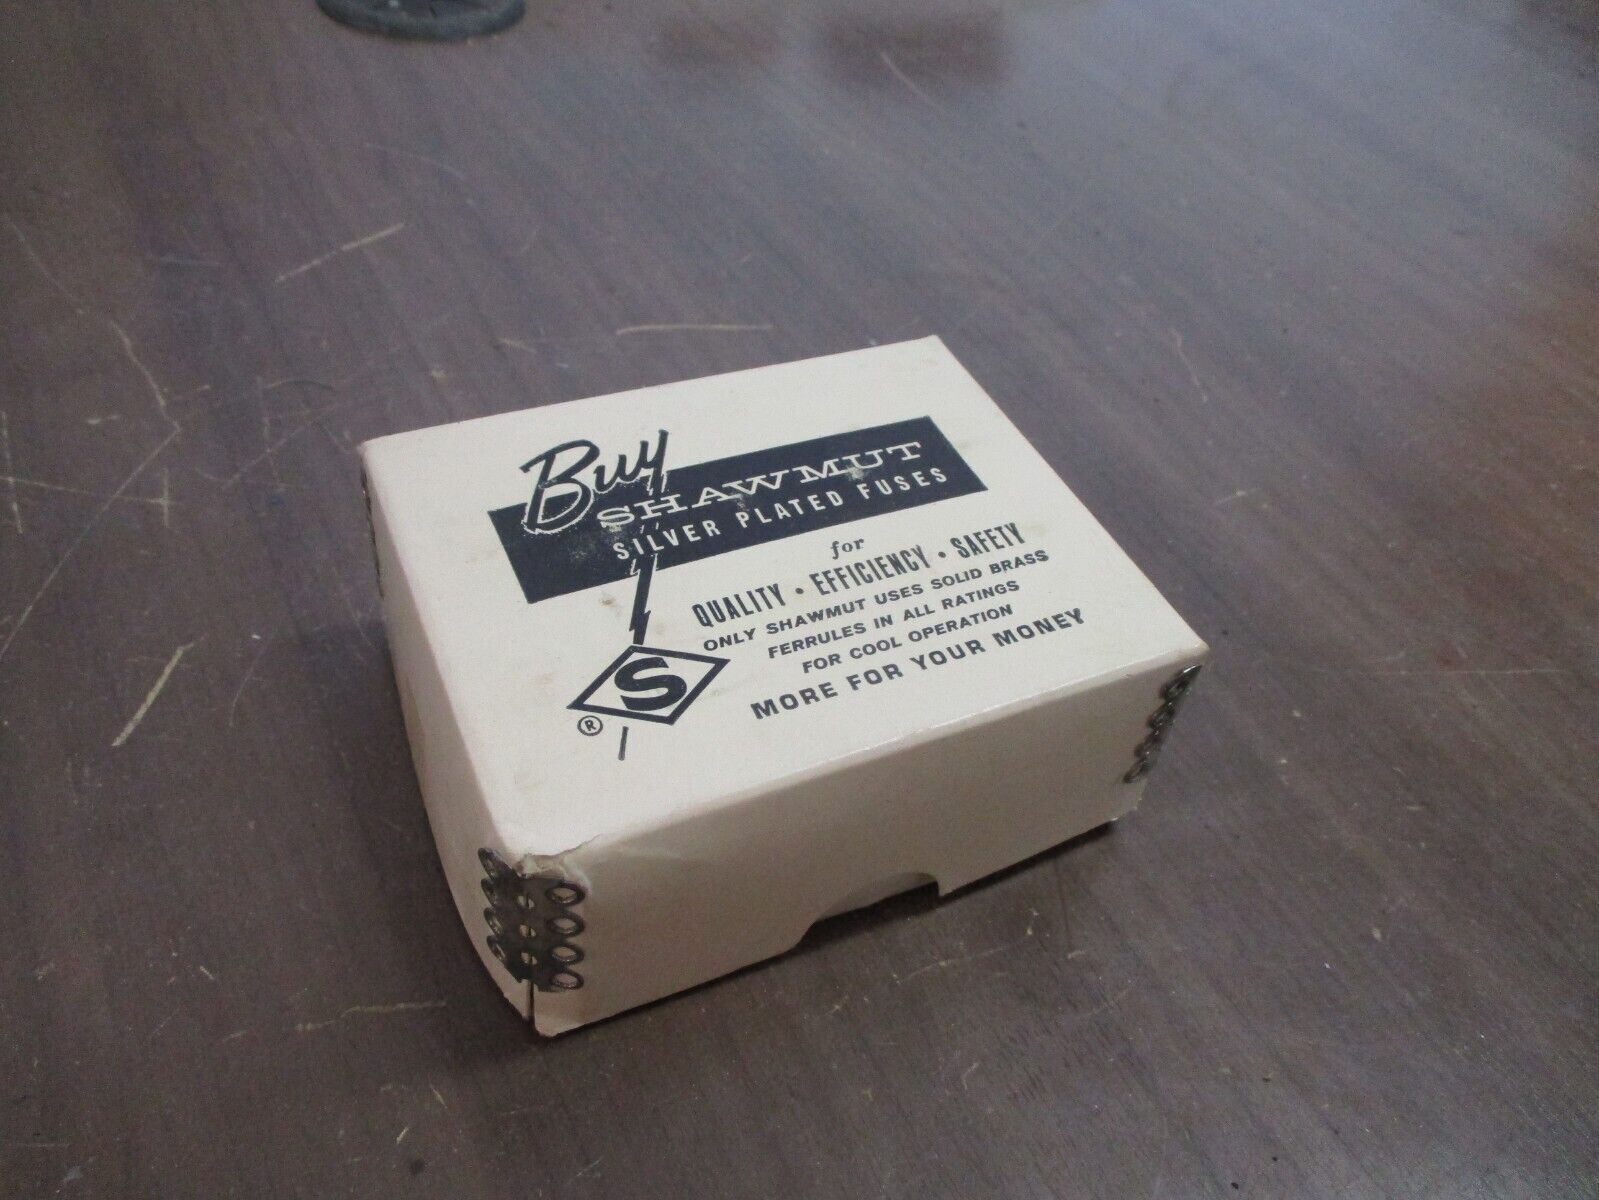 Buy
SHAWMUT
SILVER PLATED FUSES
for
QUALITY • EFFICIENCY • SAFETY
ONLY SHAWMUT USES SOLID BRASS
FERRULES IN ALL RATINGS
FOR COOL OPERATION
MORE FOR YOUR MONEY
S
®